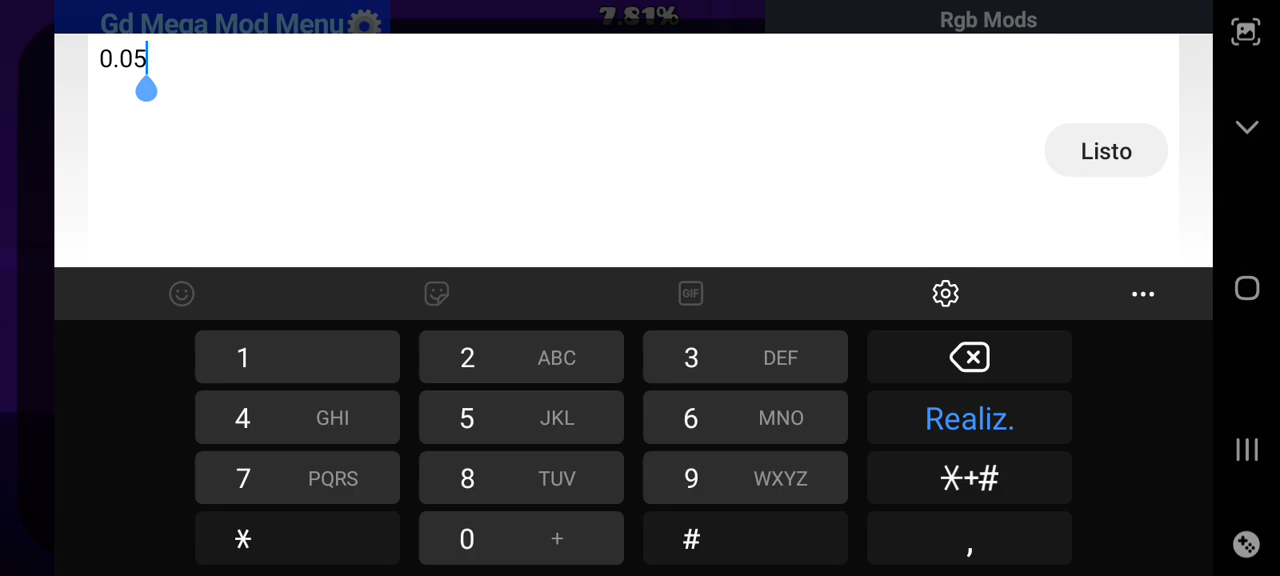 Gd Mega Mod Menu
7.81%
Rgb Mods
0.05
Listo
GIF
1
2 ABC
3 DEF
4 GHI
5 JKL
6 MNO
Realiz.
7 PQRS
8 TUV
9 WXYZ
*+#
*
0 +
#
,